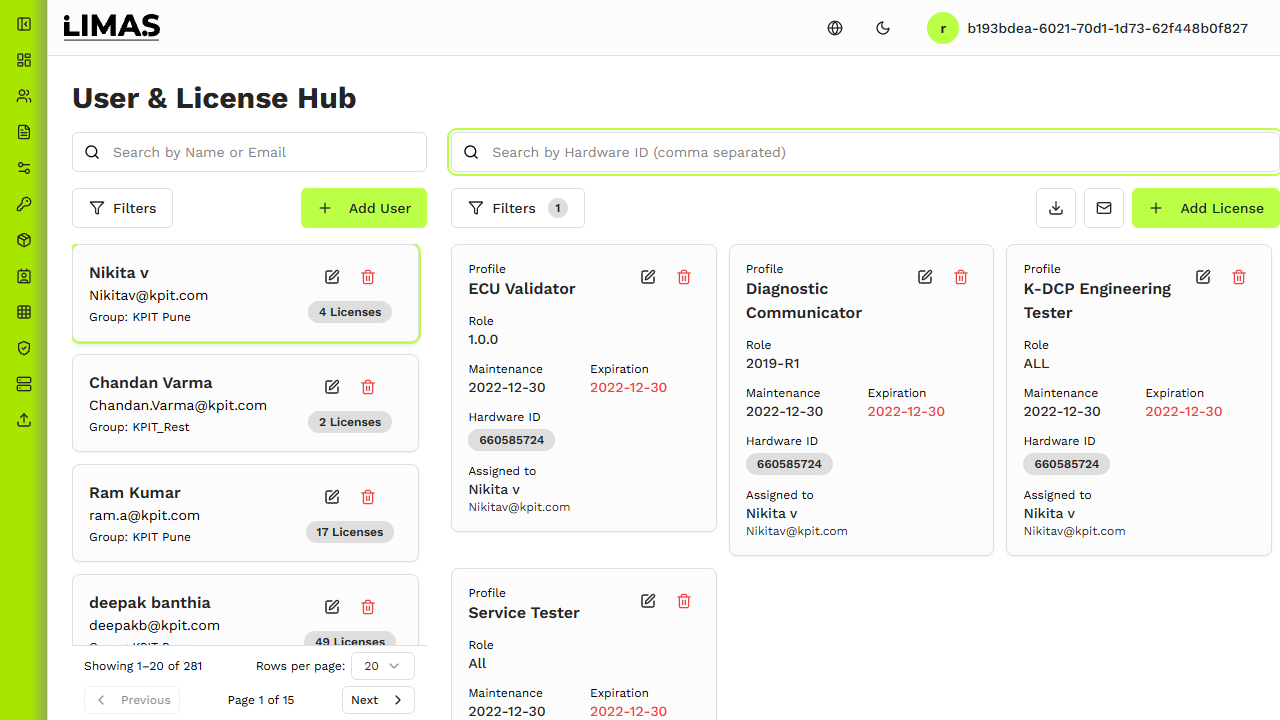 LIMAS
r
b193bdea-6021-70d1-1d73-62f448b0f827
User & License Hub
Search by Name or Email
Search by Hardware ID (comma separated)
Filters
Add User
Filters
1
Add License
Nikita v
Nikitav@kpit.com
Group: KPIT Pune
4 Licenses
Chandan Varma
Chandan.Varma@kpit.com
Group: KPIT_Rest
2 Licenses
Ram Kumar
ram.a@kpit.com
Group: KPIT Pune
17 Licenses
deepak banthia
deepakb@kpit.com
49 Licenses
Showing 1–20 of 281
Rows per page:
20
Previous
Page 1 of 15
Next
Profile
ECU Validator
Role
1.0.0
Maintenance
Expiration
2022-12-30
2022-12-30
Hardware ID
660585724
Assigned to
Nikita v
Nikitav@kpit.com
Profile
Diagnostic
Communicator
Role
2019-R1
Maintenance
Expiration
2022-12-30
2022-12-30
Hardware ID
660585724
Assigned to
Nikita v
Nikitav@kpit.com
Profile
K-DCP Engineering
Tester
Role
ALL
Maintenance
Expiration
2022-12-30
2022-12-30
Hardware ID
660585724
Assigned to
Nikita v
Nikitav@kpit.com
Profile
Service Tester
Role
All
Maintenance
Expiration
2022-12-30
2022-12-30